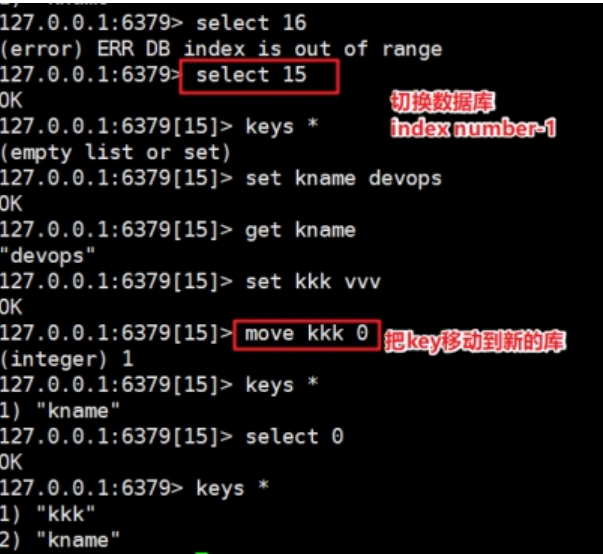 127.0.0.1:6379> select 16
(error) ERR DB index is out of range
127.0.0.1:6379> select 15
OK
切换数据库
index number-1
127.0.0.1:6379[15]> keys *
(empty list or set)
127.0.0.1:6379[15]> set kname devops
OK
127.0.0.1:6379[15]> get kname
"devops"
127.0.0.1:6379[15]> set kkk vvv
OK
127.0.0.1:6379[15]> move kkk 0
把key移动到新的库
(integer) 1
127.0.0.1:6379[15]> keys *
1) "kname"
127.0.0.1:6379[15]> select 0
OK
127.0.0.1:6379> keys *
1) "kkk"
2) "kname"